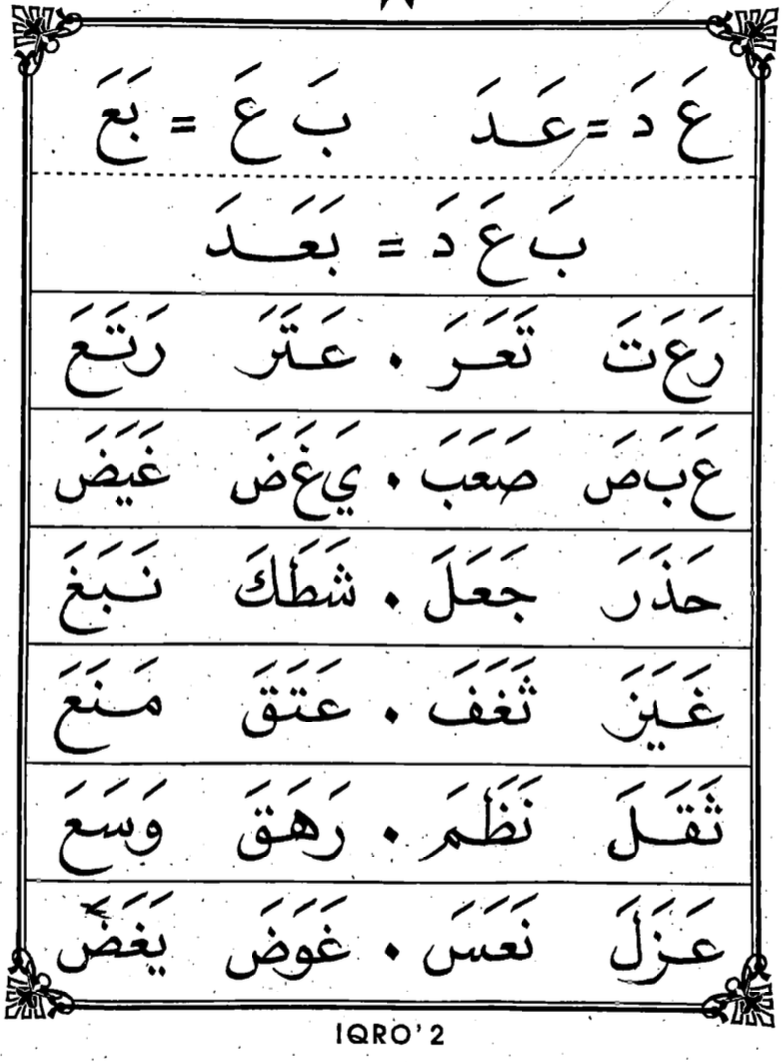 عَ دَ = عَدَ بَ عَ = بَعَ
بَ عَ دَ = بَعَدَ
رَعَ تَ تَعَرَ . عَتَرَ رَتَعَ
عَ بَ صَ صَعَبَ . يَ غَ ضَ غَيَضَ
حَذَرَ جَعَلَ . شَطَكَ نَبَغَ
غَيَزَ ثَغَفَ . عَتَقَ مَنَعَ
ثَقَلَ نَظَمَ . رَهَقَ وَسَعَ
عَزَلَ نَعَسَ . غَوَضَ يَغَضَ
IQRO' 2